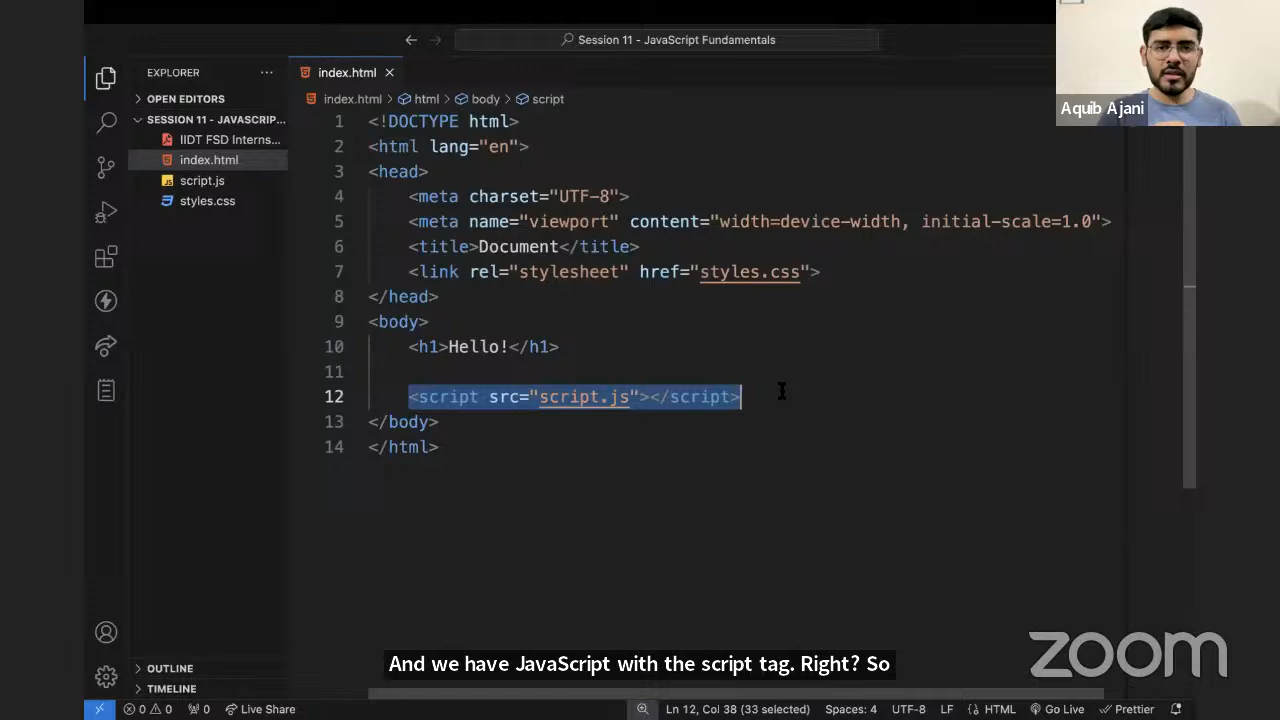 Session 11 - JavaScript Fundamentals
Aquib Ajani
EXPLORER
index.html
OPEN EDITORS
SESSION 11 - JAVASCRIP...
IIDT FSD Interns...
index.html
script.js
styles.css
index.html > html > body > script
1 <!DOCTYPE html>
2 <html lang="en">
3 <head>
4 <meta charset="UTF-8">
5 <meta name="viewport" content="width=device-width, initial-scale=1.0">
6 <title>Document</title>
7 <link rel="stylesheet" href="styles.css">
8 </head>
9 <body>
10 <h1>Hello!</h1>
11
12 <script src="script.js"></script>
13 </body>
14 </html>
And we have JavaScript with the script tag. Right? So
zoom
OUTLINE
TIMELINE
0 0 0 Live Share Ln 12, Col 38 (33 selected) Spaces: 4 UTF-8 LF HTML Go Live Prettier